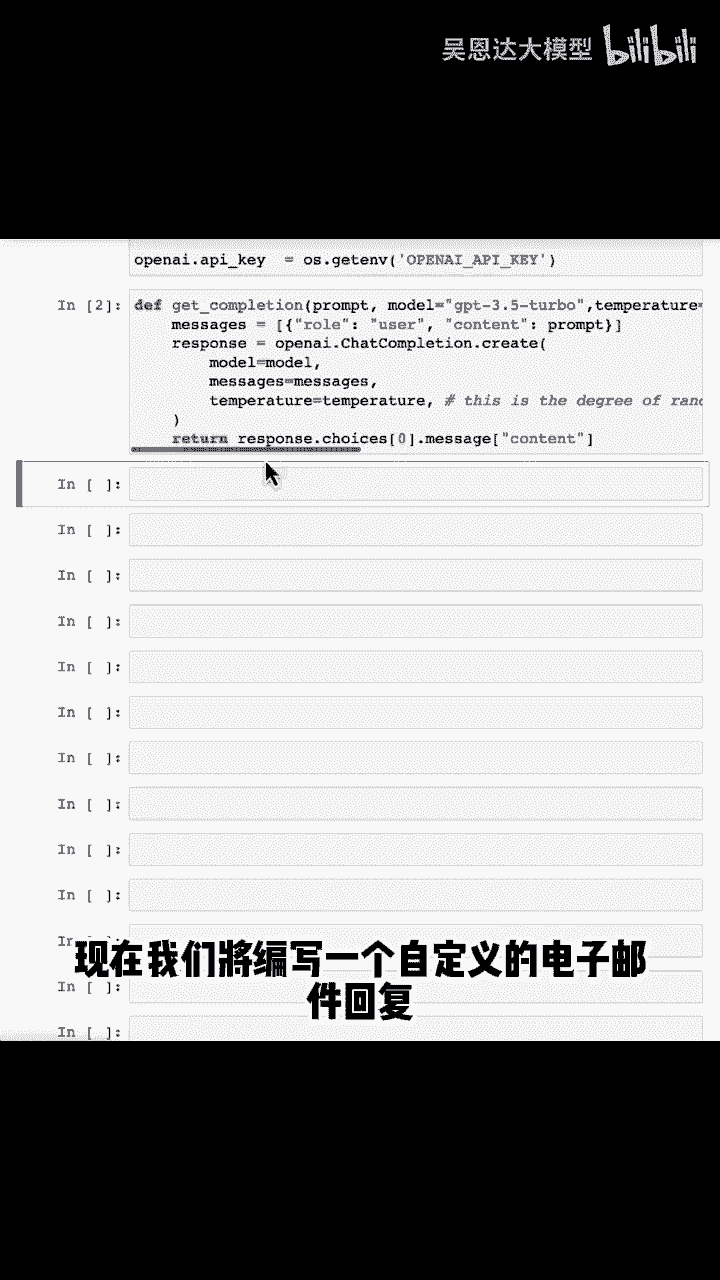 吴恩达大模型 bilibili
openai.api_key = os.getenv('OPENAI_API_KEY')
In [2]: def get_completion(prompt, model="gpt-3.5-turbo",temperature=
messages = [{"role": "user", "content": prompt}]
response = openai.ChatCompletion.create(
model=model,
messages=messages,
temperature=temperature, # this is the degree of
)
return response.choices[0].message["content"]
In [ ]:
In [ ]:
In [ ]:
In [ ]:
In [ ]:
In [ ]:
In [ ]:
In [ ]:
In [ ]:
In [ ]:
现在我们將编写一个自定义的电子邮
In [ ]:
件回复
In [ ]: